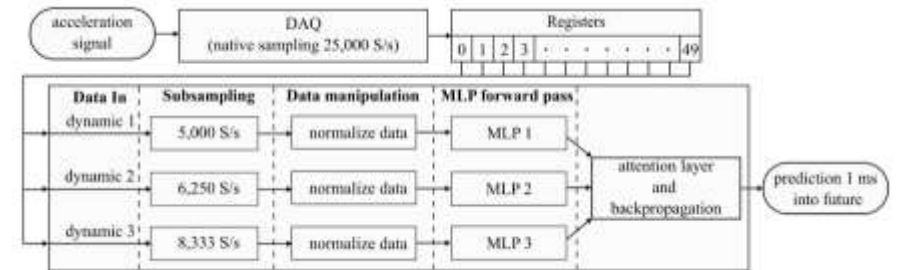 acceleration
signal
DAQ
(native sampling 25,000 S/s)
Registers
0 1 2 3 · · · · · · · 49
Data In Subsampling Data manipulation MLP forward pass
dynamic 1
5,000 S/s
normalize data
MLP 1
dynamic 2
6,250 S/s
normalize data
MLP 2
attention layer
and
backpropagation
prediction 1 ms
into future
dynamic 3
8,333 S/s
normalize data
MLP 3